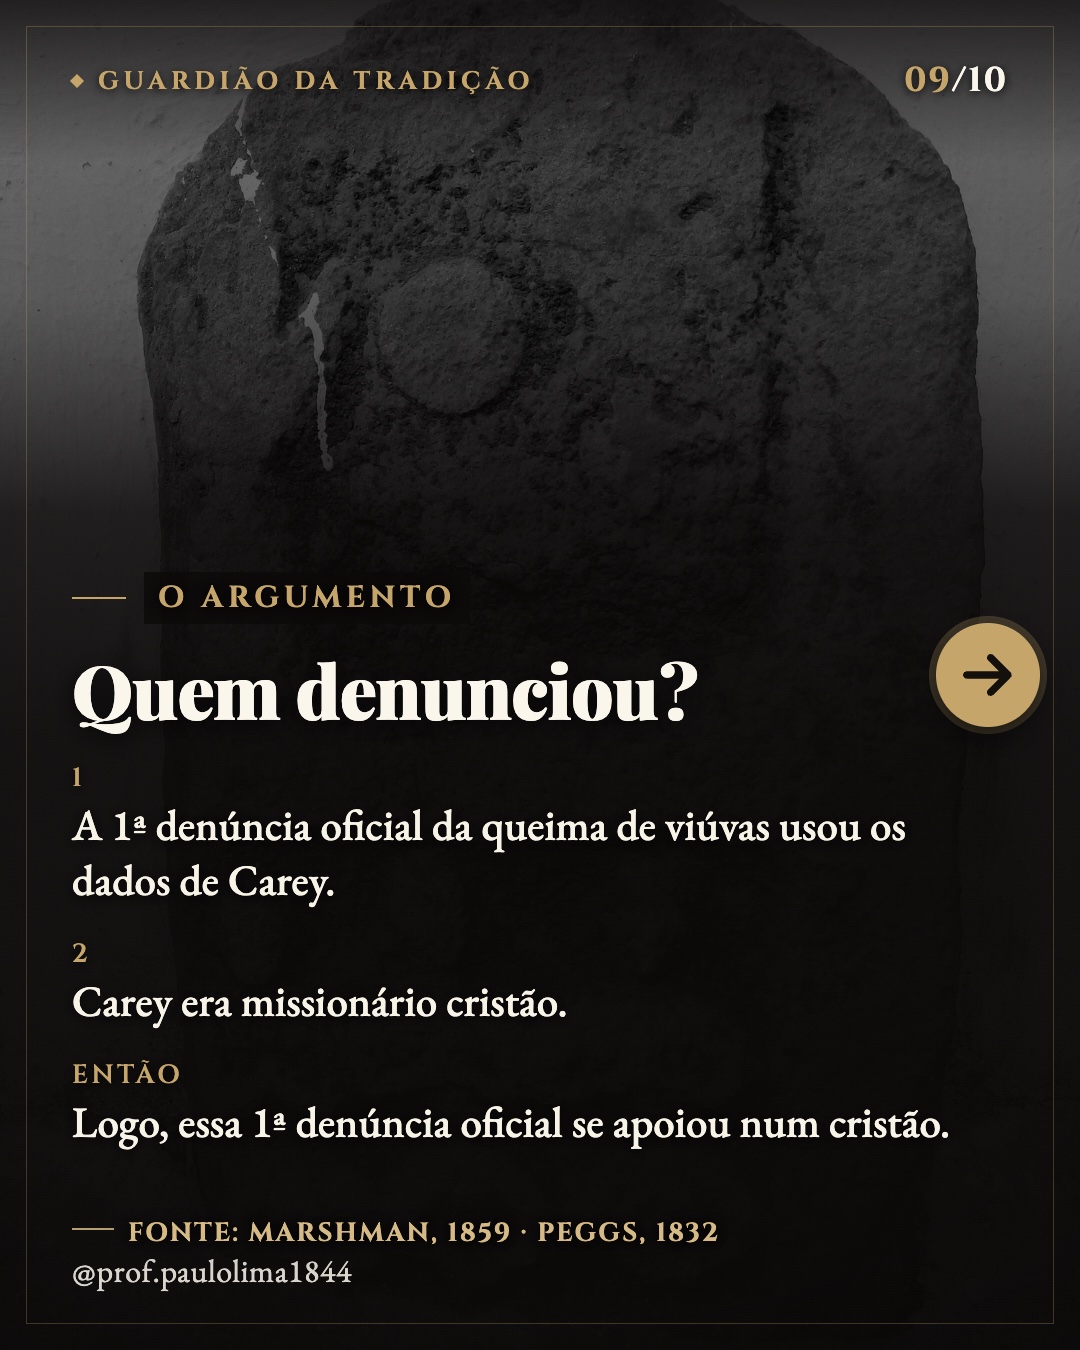 ◆ GUARDIÃO DA TRADIÇÃO
09/10
O ARGUMENTO
Quem denunciou?
1
A 1ª denúncia oficial da queima de viúvas usou os
dados de Carey.
2
Carey era missionário cristão.
ENTÃO
Logo, essa 1ª denúncia oficial se apoiou num cristão.
FONTE: MARSHMAN, 1859 · PEGGS, 1832
@prof.paulolima1844